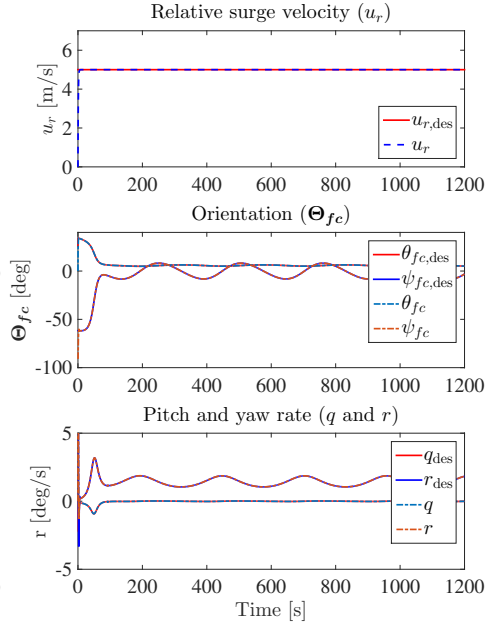 Relative surge velocity (u_r)
6
4
2
0
u_r [m/s]
u_r,des
u_r
0 200 400 600 800 1000 1200
Orientation (Θ_fc)
0
-50
-100
Θ_fc [deg]
θ_fc,des
ψ_fc,des
θ_fc
ψ_fc
0 200 400 600 800 1000 1200
Pitch and yaw rate (q and r)
5
0
-5
r [deg/s]
q_des
r_des
q
r
0 200 400 600 800 1000 1200
Time [s]